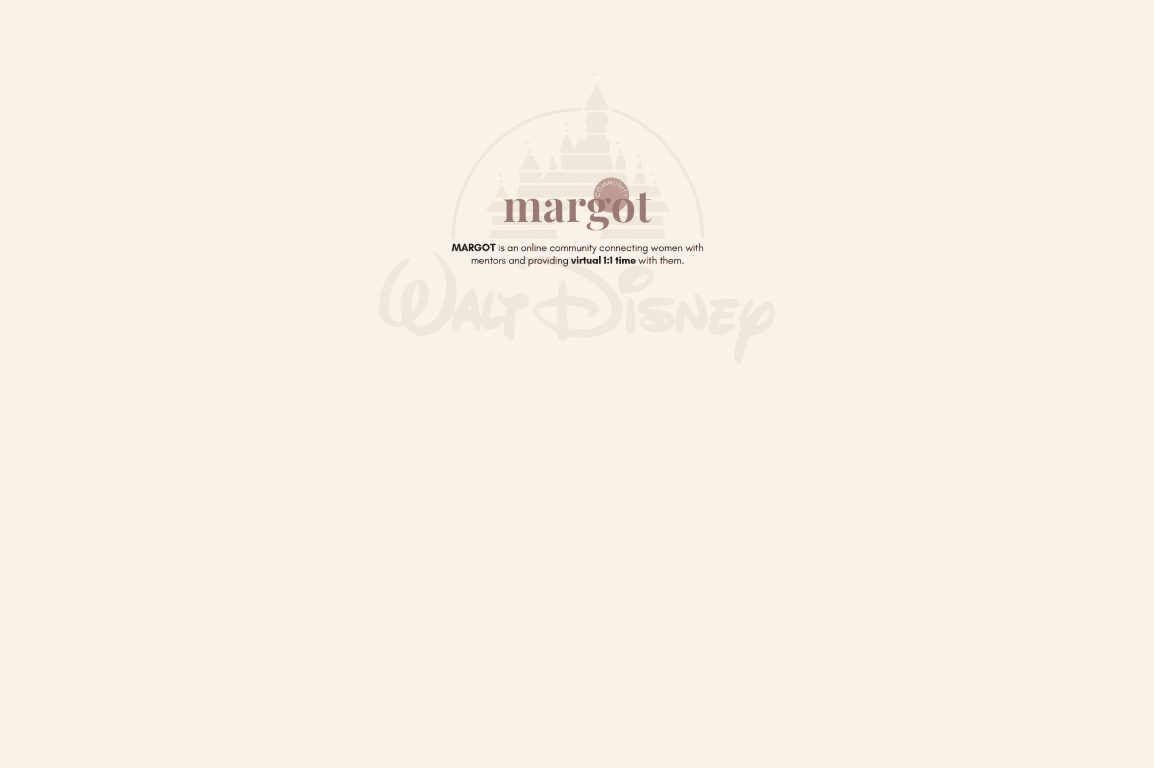 COMMUNITY
margot
MARGOT is an online community connecting women with
mentors and providing virtual 1:1 time with them.
WALT DISNEY